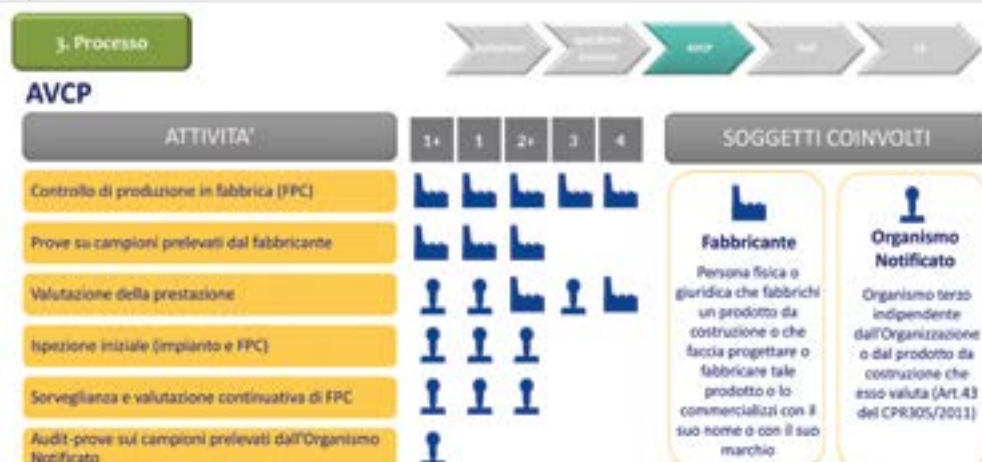 3. Processo
AVCP
AVCP
ATTIVITA'
1+ 1 2+ 3 4
SOGGETTI COINVOLTI
Controllo di produzione in fabbrica (FPC)
Prove su campioni prelevati dal fabbricante
Valutazione della prestazione
Ispezione iniziale (impianto e FPC)
Sorveglianza e valutazione continuativa di FPC
Audit-prove sui campioni prelevati dall'Organismo
Notificato
Fabbricante
Persona fisica o
giuridica che fabbrichi
un prodotto da
costruzione o che
faccia progettare o
fabbricare tale
prodotto o lo
commercializzi con il
suo nome o con il suo
marchio
Organismo
Notificato
Organismo terzo
indipendente
dall'Organizzazione
o dal prodotto da
costruzione che
esso valuta (Art.43
del CPR305/2011)